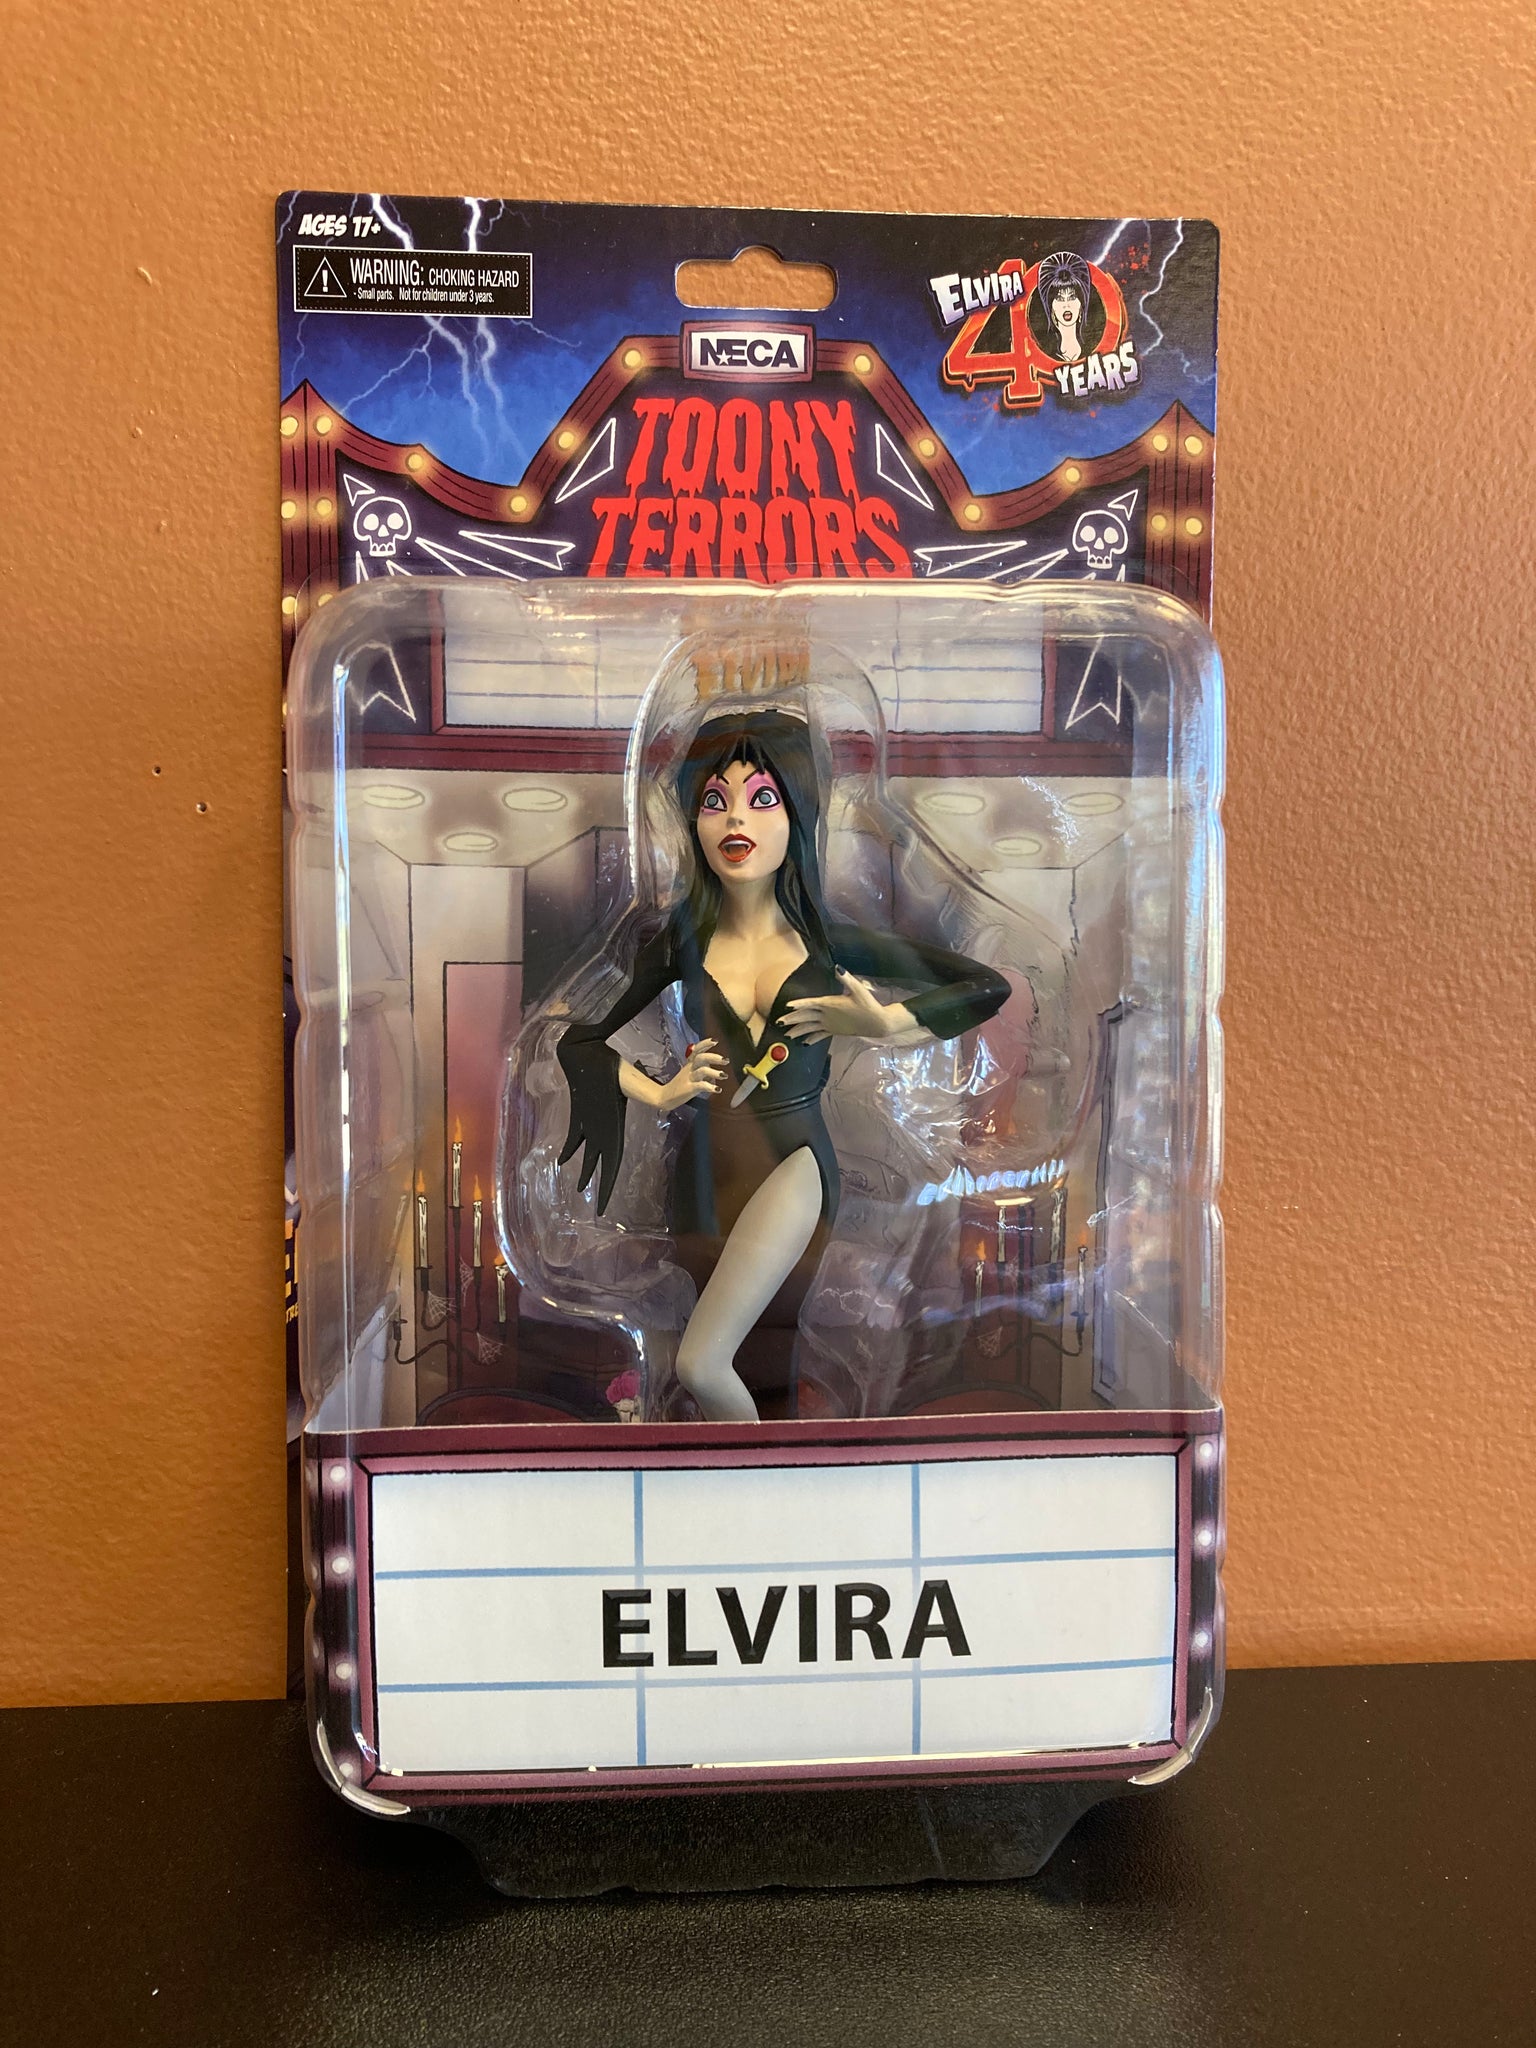 AGES 17+
WARNING: CHOKING HAZARD
- Small parts. Not for children under 3 years.
ELVIRA
40
YEARS
NECA
TOONY
TERRORS
ELVIRA
ELVIRA